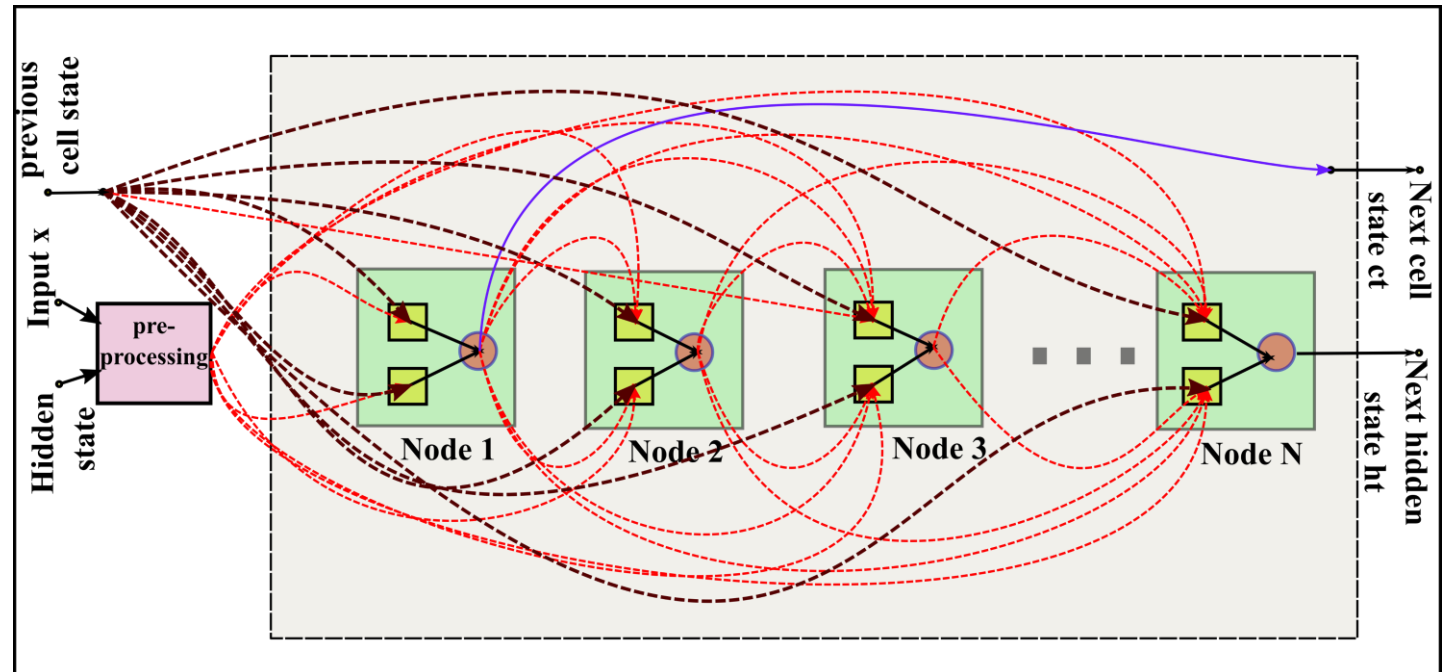 previous
cell state
Input x
Hidden
state
pre-
processing
Node 1
Node 2
Node 3
Node N
Next cell
state ct
Next hidden
state ht